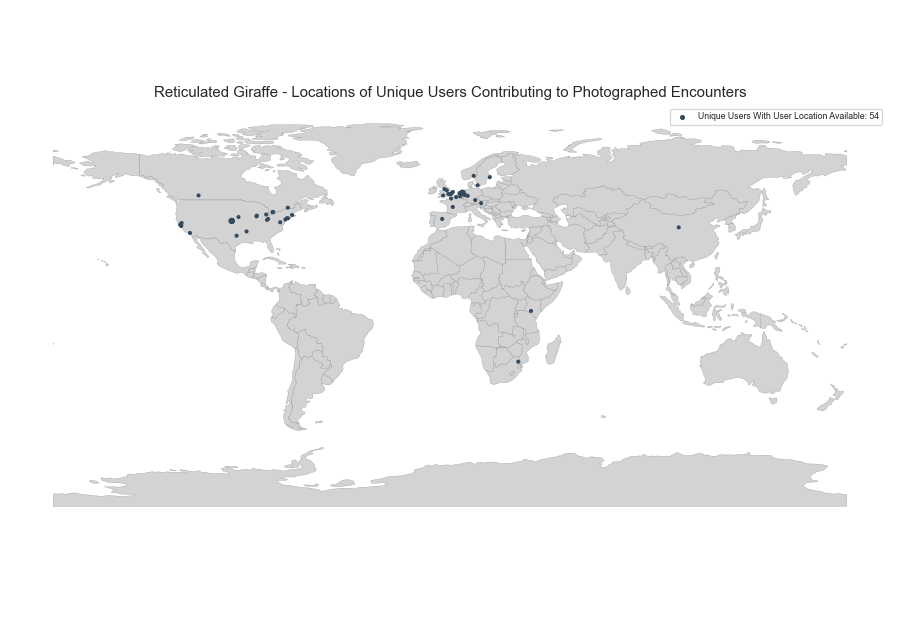 Reticulated Giraffe - Locations of Unique Users Contributing to Photographed Encounters
Unique Users With User Location Available: 54